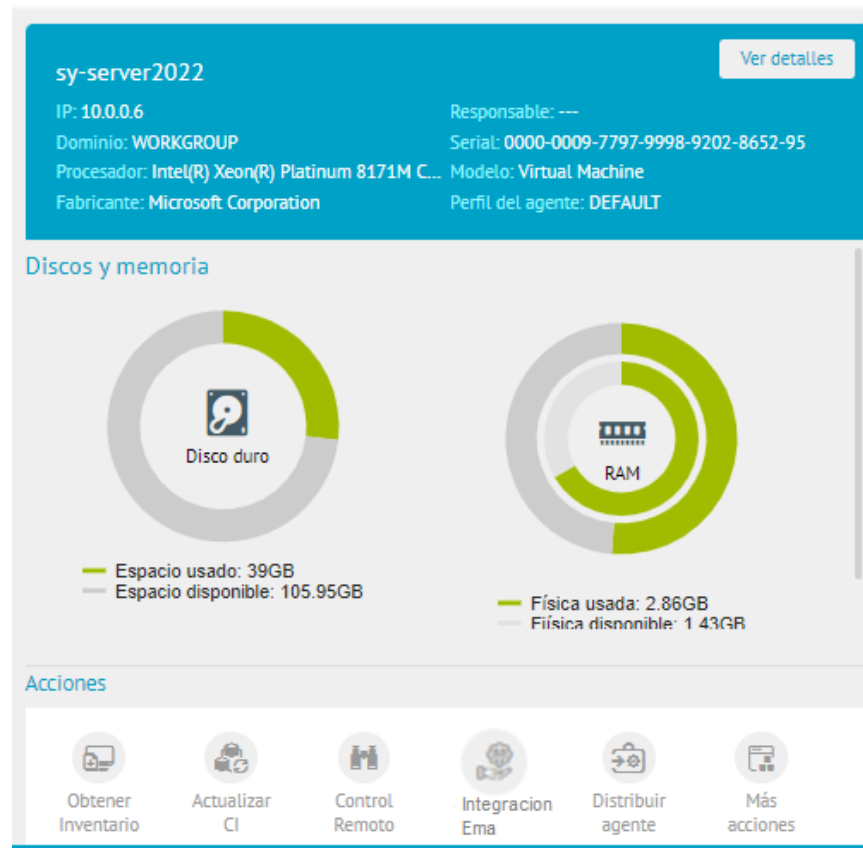 sy-server2022
Ver detalles
IP: 10.0.0.6
Responsable: ---
Dominio: WORKGROUP
Serial: 0000-0009-7797-9998-9202-8652-95
Procesador: Intel(R) Xeon(R) Platinum 8171M C...
Modelo: Virtual Machine
Fabricante: Microsoft Corporation
Perfil del agente: DEFAULT
Discos y memoria
Disco duro
RAM
Espacio usado: 39GB
Espacio disponible: 105.95GB
Física usada: 2.86GB
Fiísica disponible: 1.43GB
Acciones
Obtener
Inventario
Actualizar
CI
Control
Remoto
Integracion
Ema
Distribuir
agente
Más
acciones